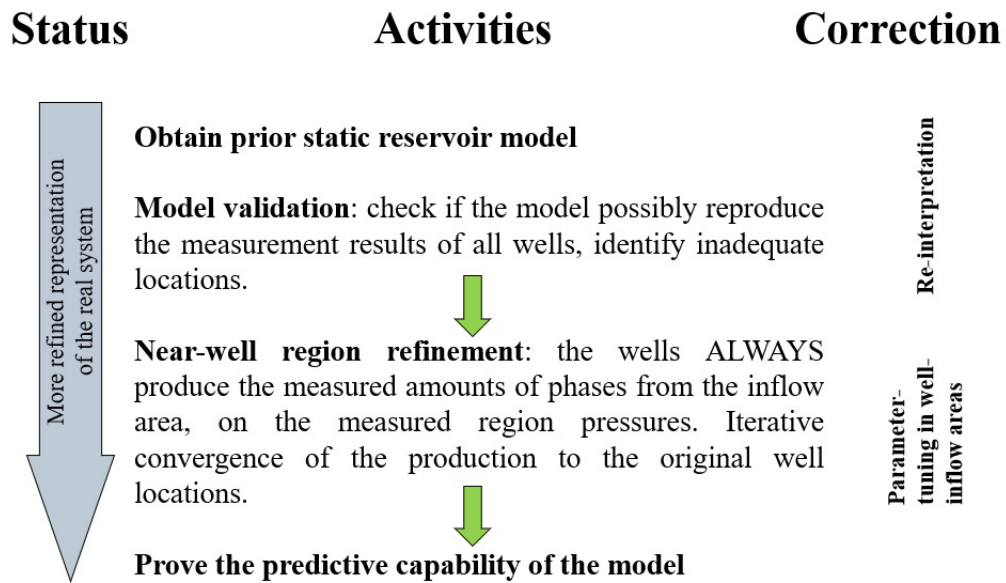 Status Activities Correction
More refined representation
of the real system
Obtain prior static reservoir model
Model validation: check if the model possibly reproduce
the measurement results of all wells, identify inadequate
locations.
Near-well region refinement: the wells ALWAYS
produce the measured amounts of phases from the inflow
area, on the measured region pressures. Iterative
convergence of the production to the original well
locations.
Prove the predictive capability of the model
Re-interpretation
Parameter-
tuning in well-
inflow areas